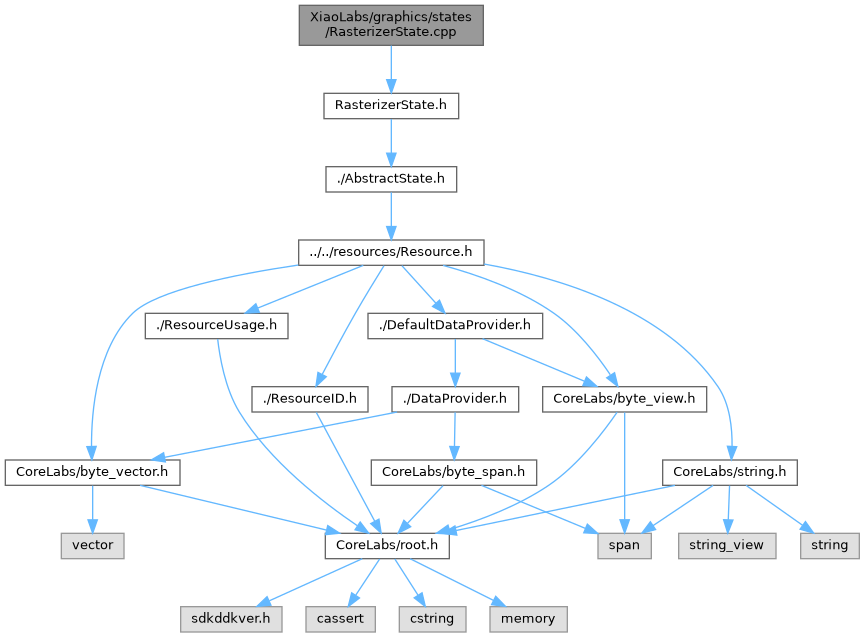 XiaoLabs/graphics/states
/RasterizerState.cpp
RasterizerState.h
./AbstractState.h
../../resources/Resource.h
./ResourceUsage.h
./DefaultDataProvider.h
./ResourceID.h
./DataProvider.h
CoreLabs/byte_view.h
CoreLabs/byte_vector.h
CoreLabs/byte_span.h
CoreLabs/string.h
vector
CoreLabs/root.h
span
string_view
string
sdkddkver.h
cassert
cstring
memory